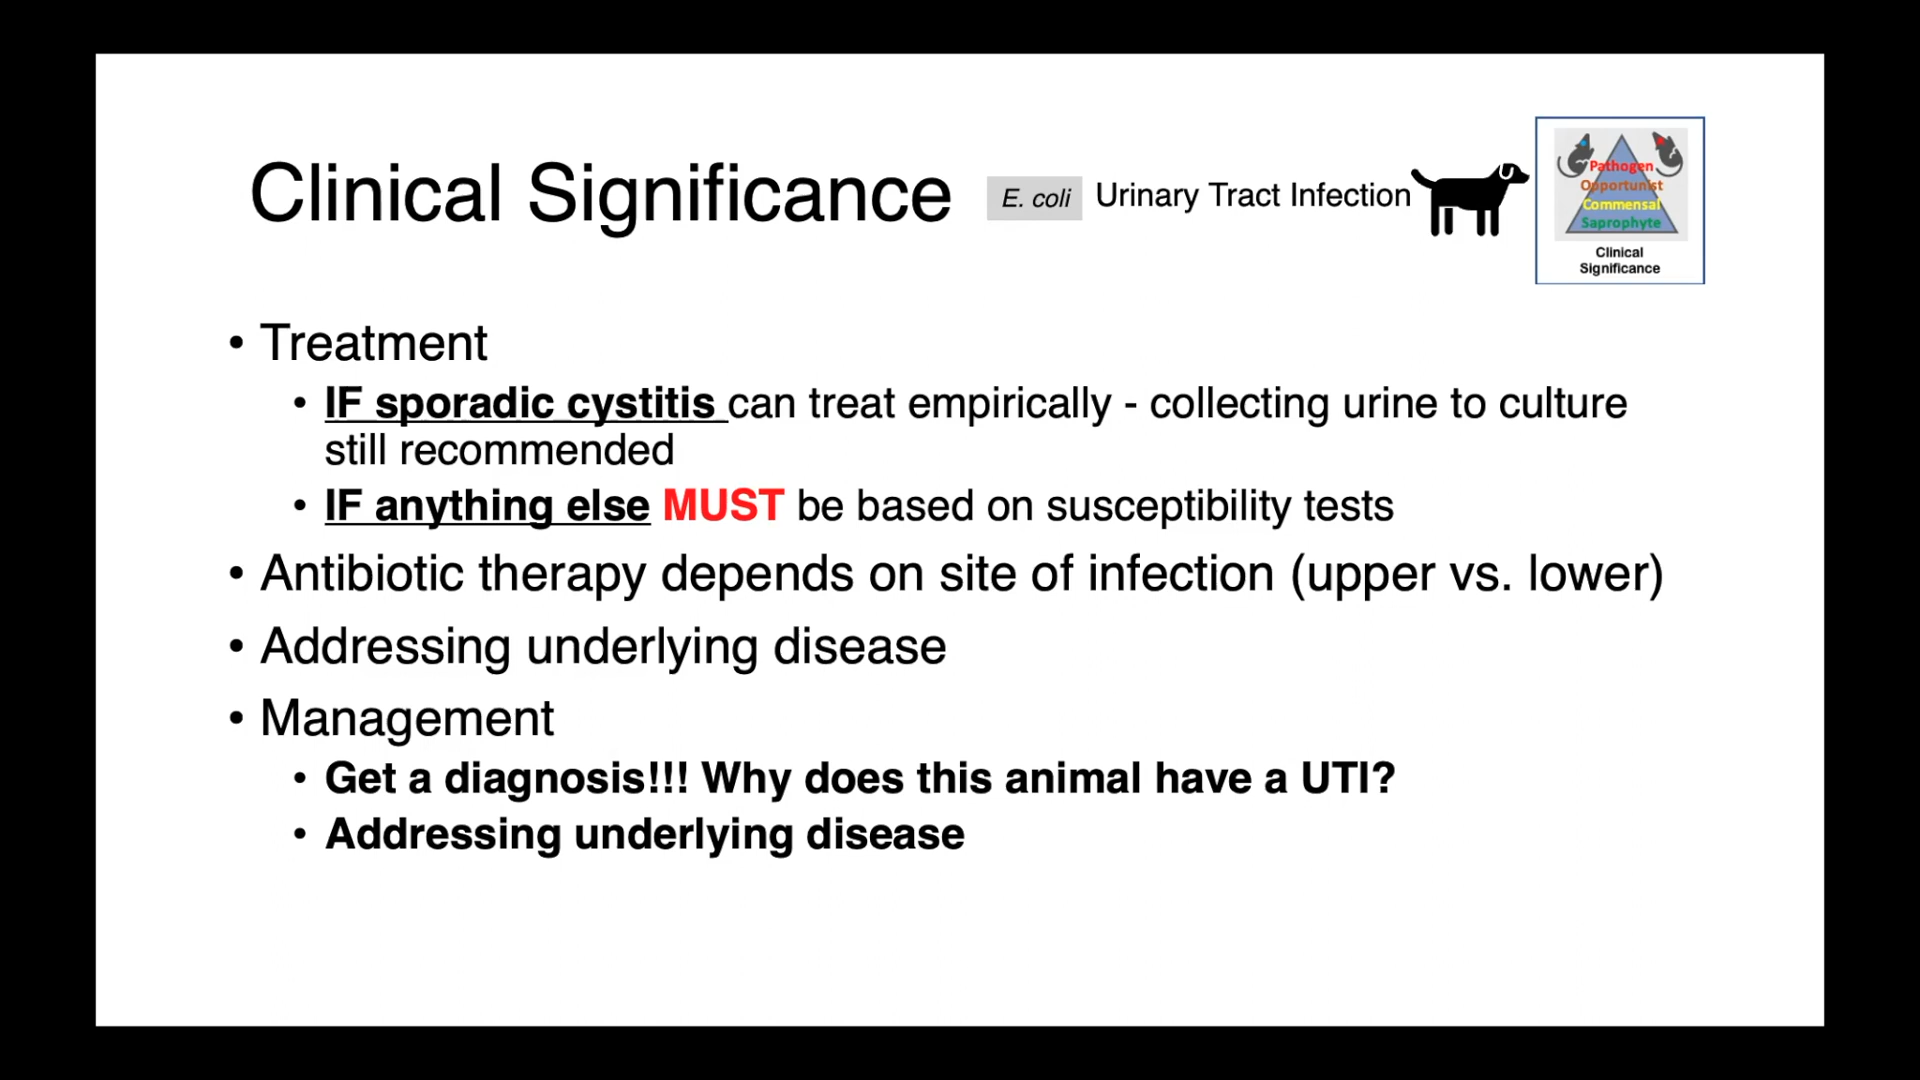 Clinical Significance
E. coli
Urinary Tract Infection
Pathogen
Opportunist
Commensal
Saprophyte
Clinical
Significance
• Treatment
• IF sporadic cystitis can treat empirically - collecting urine to culture
still recommended
• IF anything else MUST be based on susceptibility tests
• Antibiotic therapy depends on site of infection (upper vs. lower)
• Addressing underlying disease
• Management
• Get a diagnosis!!! Why does this animal have a UTI?
• Addressing underlying disease